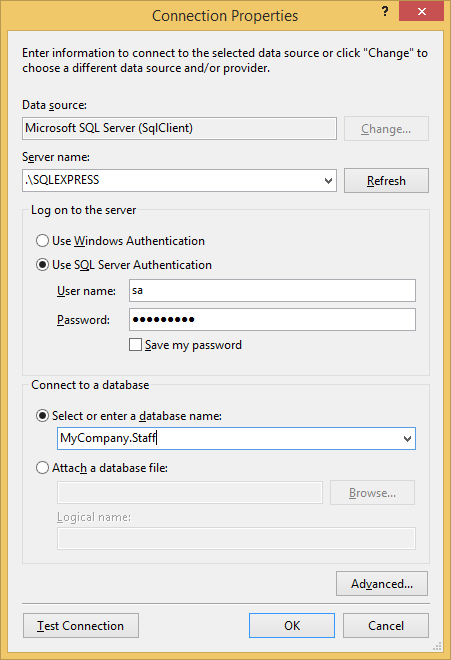 Connection Properties
? ×
Enter information to connect to the selected data source or click "Change" to
choose a different data source and/or provider.
Data source:
Microsoft SQL Server (SqlClient)
Change...
Server name:
.\SQLEXPRESS
Refresh
Log on to the server
Use Windows Authentication
Use SQL Server Authentication
User name:
sa
Password:
●●●●●●●●●
Save my password
Connect to a database
Select or enter a database name:
MyCompany.Staff
Attach a database file:
Browse...
Logical name:
Advanced...
Test Connection
OK
Cancel